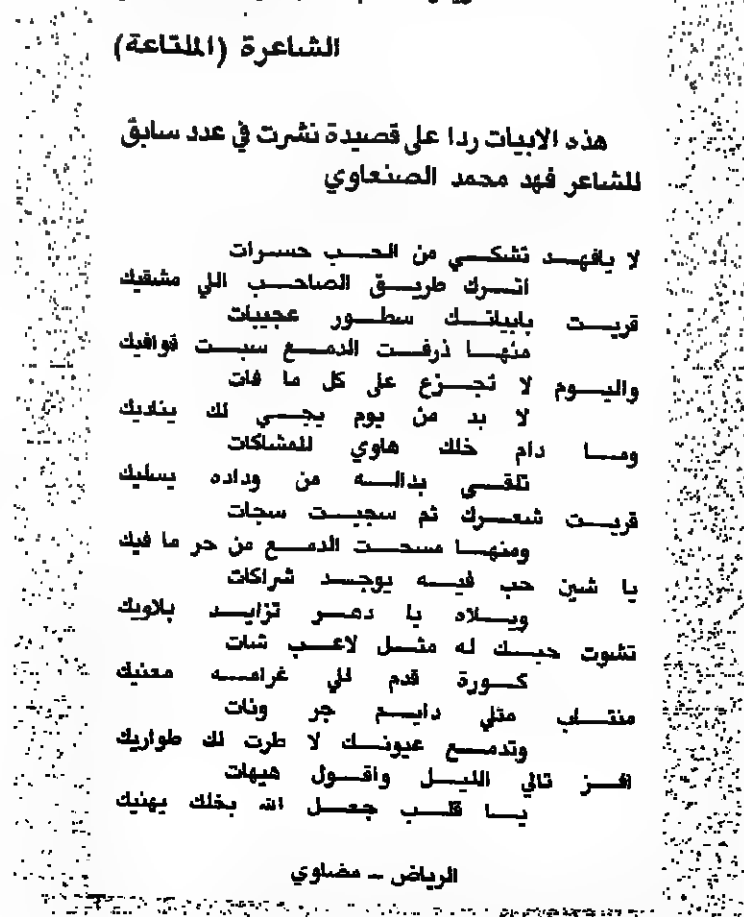 الشاعرة (الملتاعة)
هذه الابيات ردا على قصيدة نشرت في عدد سابق
للشاعر فهد محمد الصنعاوي
لا يافهد تشكي من الحب حسرات
اترك طريق الصاحب اللي مشقيك
قريت بابياتك سطور عجيبات
منها ذرفت الدمع سبت قوافيك
واليوم لا تجزع على كل ما فات
لا بد من يوم يجي لك يناديك
وما دام خلك هاوي للمشاكات
تلقى بداله من وداده يسليك
قريت شعرك ثم سجيت سجات
ومنها مسحت الدمع من حر ما فيك
يا شين حب فيه يوجد شراكات
ويلاه يا دهر تزايد بلاويك
تشوت حبك له مثل لاعب شات
كورة قدم للي غرامه معنيك
منتاب مثلي دايم جر ونات
وتدمع عيونك لا طرت لك طواريك
افز تالي الليل واقول هيهات
يا قلب جعل الله بخلك يهنيك
الرياض - مضاوي